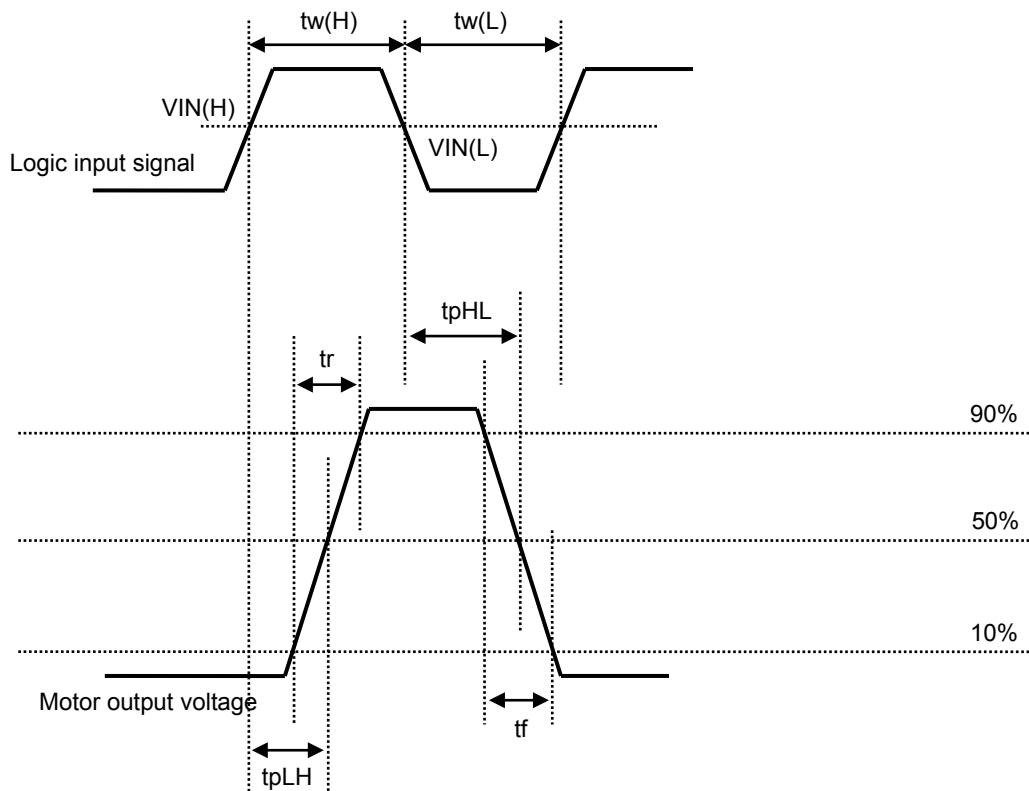 tw(H)
tw(L)
VIN(H)
VIN(L)
Logic input signal
tpHL
tr
90%
50%
10%
Motor output voltage
tf
tpLH